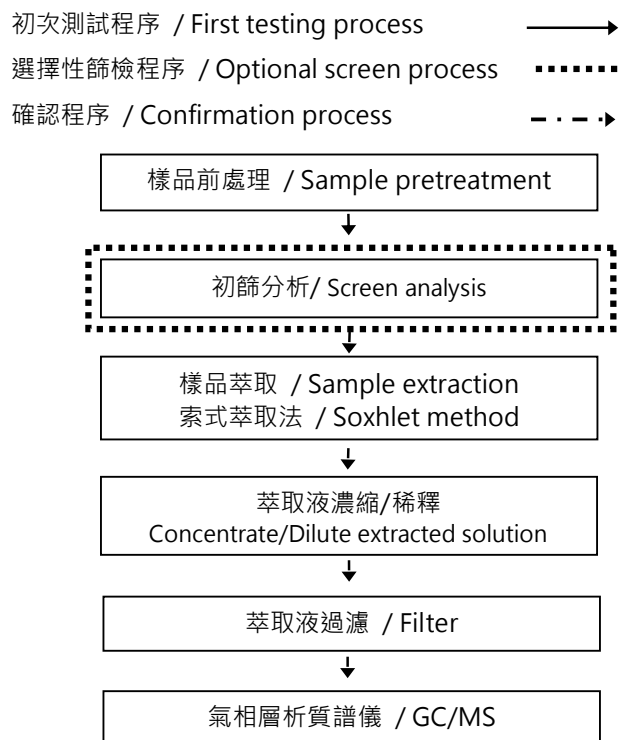 初次測試程序 / First testing process
選擇性篩檢程序 / Optional screen process
確認程序 / Confirmation process
樣品前處理 / Sample pretreatment
初篩分析/ Screen analysis
樣品萃取 / Sample extraction
索式萃取法 / Soxhlet method
萃取液濃縮/稀釋
Concentrate/Dilute extracted solution
萃取液過濾 / Filter
氣相層析質譜儀 / GC/MS